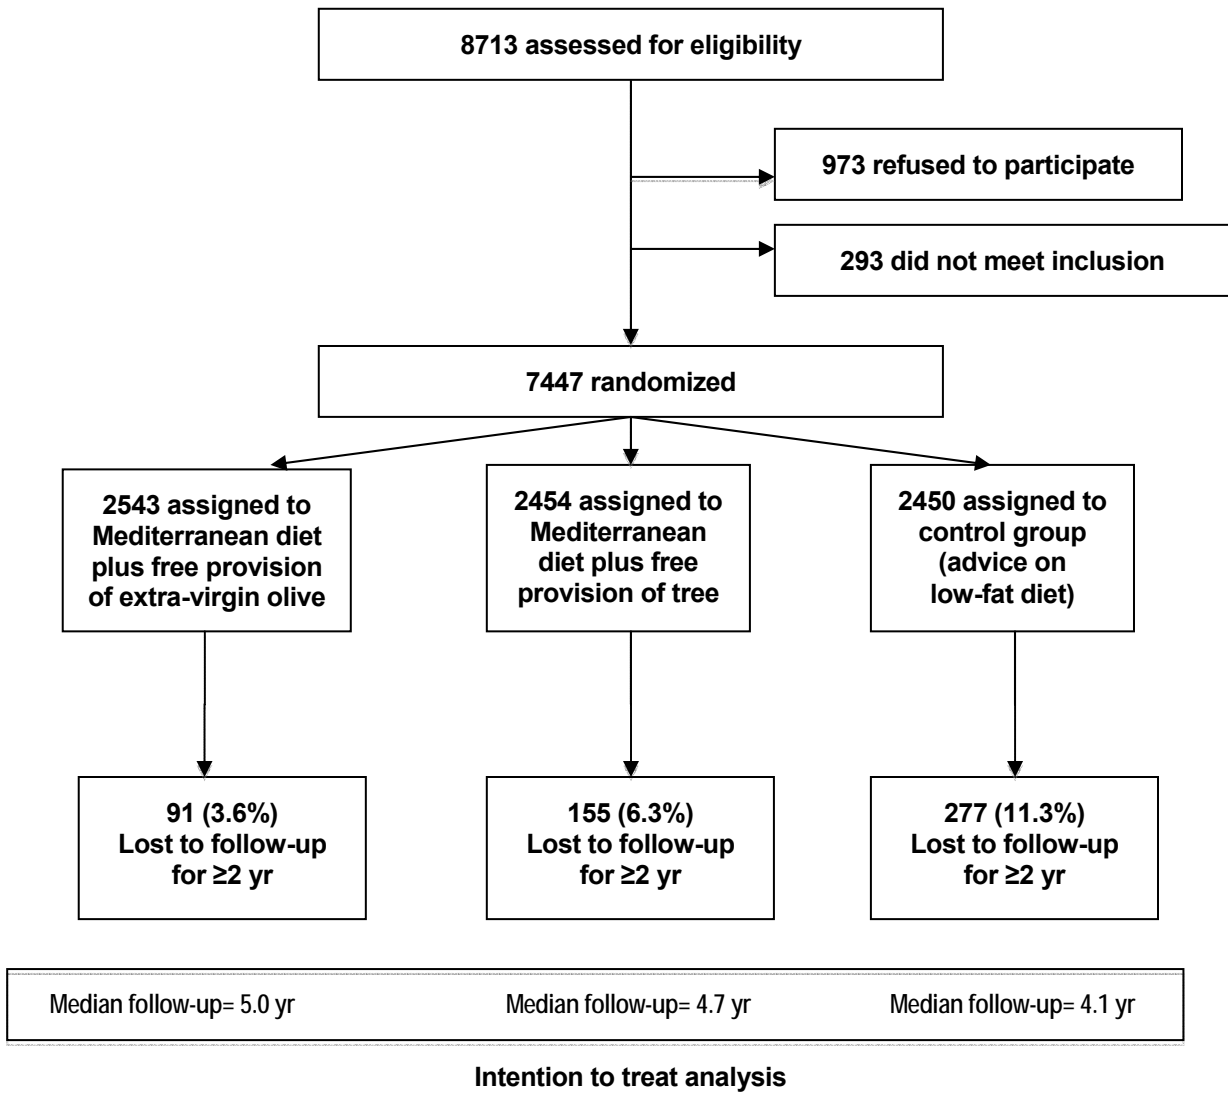 8713 assessed for eligibility
973 refused to participate
293 did not meet inclusion
7447 randomized
2543 assigned to
Mediterranean diet
plus free provision
of extra-virgin olive
2454 assigned to
Mediterranean
diet plus free
provision of tree
2450 assigned to
control group
(advice on
low-fat diet)
91 (3.6%)
Lost to follow-up
for ≥2 yr
155 (6.3%)
Lost to follow-up
for ≥2 yr
277 (11.3%)
Lost to follow-up
for ≥2 yr
Median follow-up= 5.0 yr
Median follow-up= 4.7 yr
Median follow-up= 4.1 yr
Intention to treat analysis